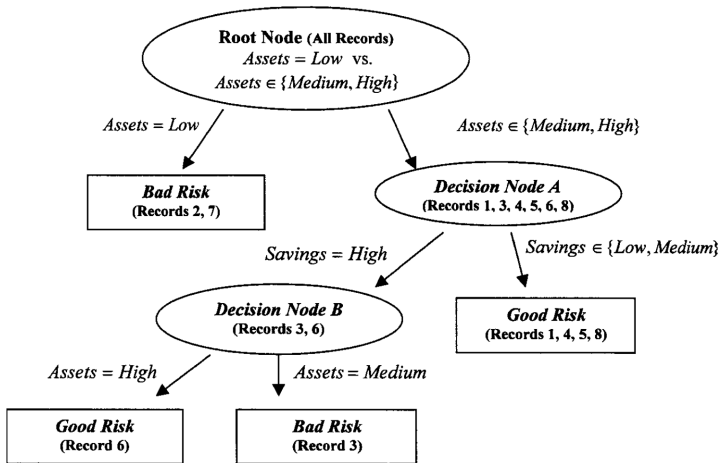 Root Node (All Records)
Assets = Low vs.
Assets ∈ {Medium, High}
Assets = Low
Assets ∈ {Medium, High}
Bad Risk
(Records 2, 7)
Decision Node A
(Records 1, 3, 4, 5, 6, 8)
Savings = High
Savings ∈ {Low, Medium}
Decision Node B
(Records 3, 6)
Good Risk
(Records 1, 4, 5, 8)
Assets = High
Assets = Medium
Good Risk
(Record 6)
Bad Risk
(Record 3)